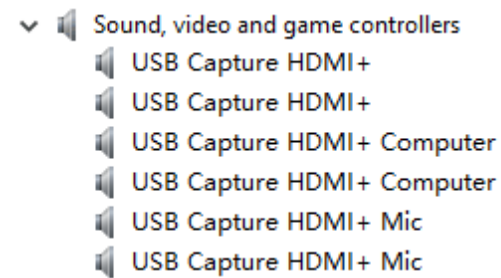 Sound, video and game controllers
USB Capture HDMI+
USB Capture HDMI+
USB Capture HDMI+ Computer
USB Capture HDMI+ Computer
USB Capture HDMI+ Mic
USB Capture HDMI+ Mic